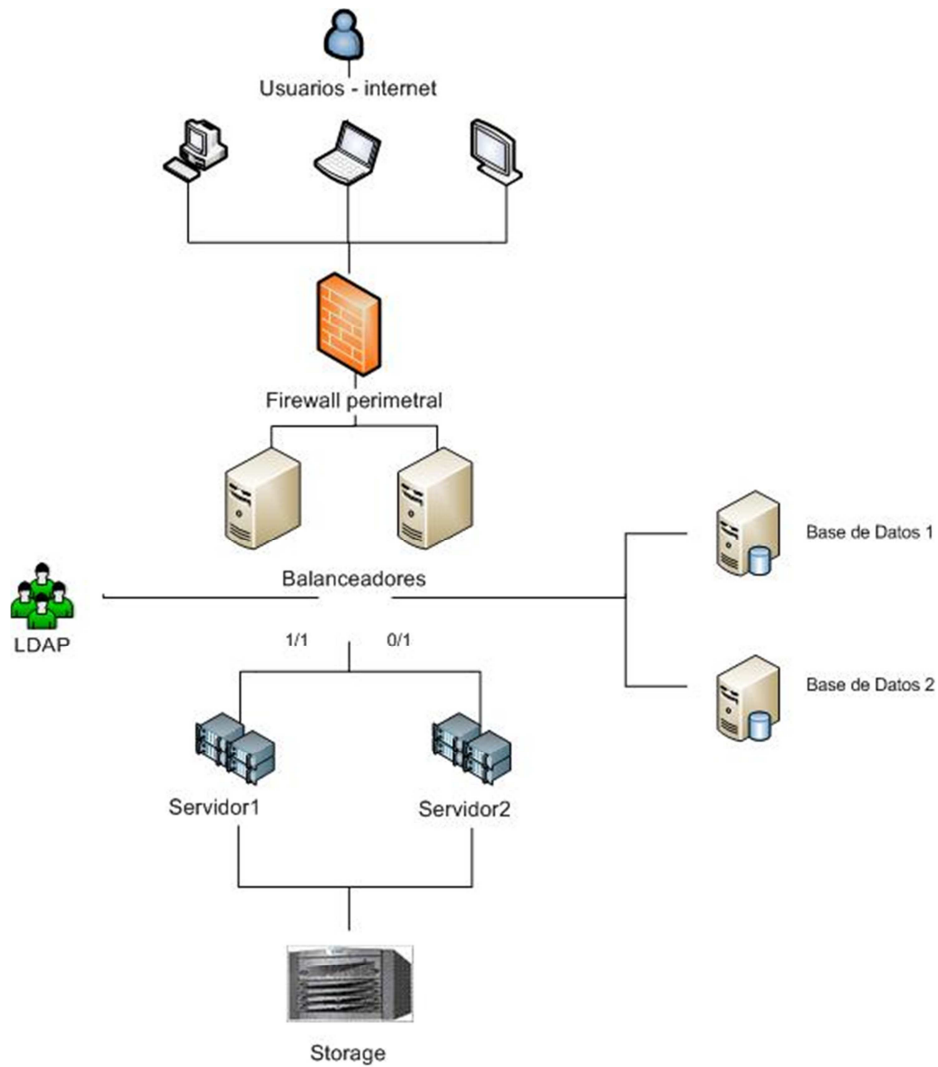 Usuarios - internet
Firewall perimetral
Base de Datos 1
Balanceadores
LDAP
1/1 0/1
Base de Datos 2
Servidor1
Servidor2
Storage